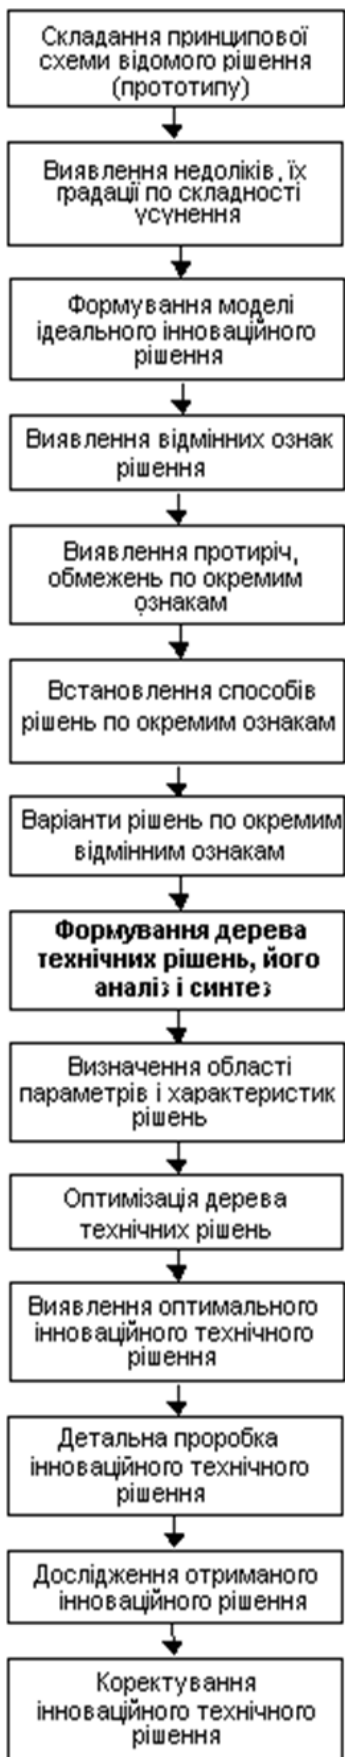 Складання принципової
схеми відомого рішення
(прототипу)
Виявлення недоліків, їх
градації по складності
усунення
Формування моделі
ідеального інноваційного
рішення
Виявлення відмінних ознак
рішення
Виявлення протиріч,
обмежень по окремим
ознакам
Встановлення способів
рішень по окремим ознакам
Варіанти рішень по окремим
відмінним ознакам
Формування дерева
технічних рішень, його
аналіз і синтез
Визначення області
параметрів і характеристик
рішень
Оптимізація дерева
технічних рішень
Виявлення оптимального
інноваційного технічного
рішення
Детальна проробка
інноваційного технічного
рішення
Дослідження отриманого
інноваційного рішення
Коректування
інноваційного технічного
рішення